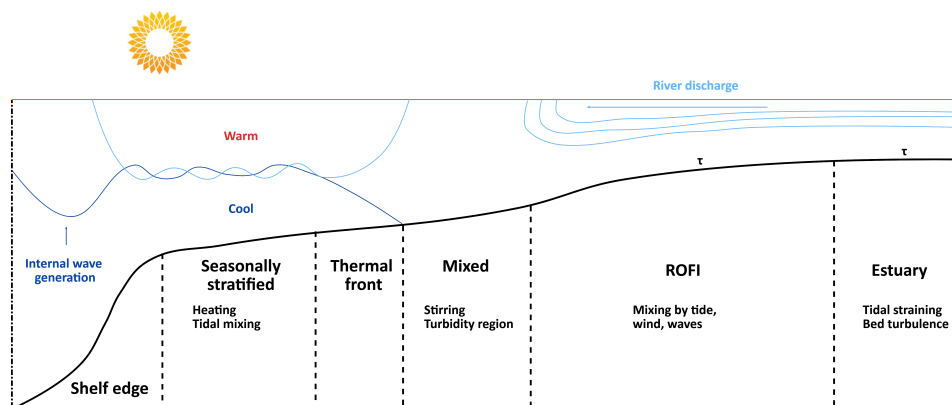 River discharge
Warm
τ
τ
Cool
Internal wave
generation
Seasonally
stratified
Heating
Tidal mixing
Thermal
front
Mixed
Stirring
Turbidity region
ROFI
Mixing by tide,
wind, waves
Estuary
Tidal straining
Bed turbulence
Shelf edge